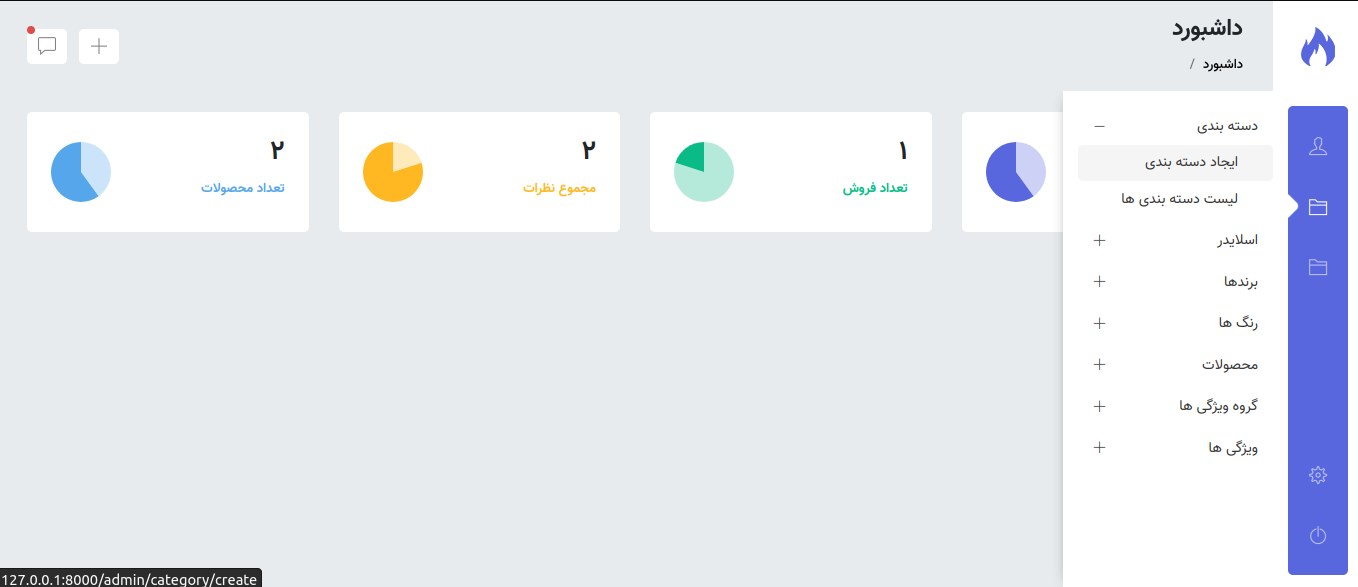 داشبورد
داشبورد /
دسته بندی
ایجاد دسته بندی
لیست دسته بندی ها
اسلایدر
برندها
رنگ ها
محصولات
گروه ویژگی ها
ویژگی ها
۱
تعداد فروش
۲
مجموع نظرات
۲
تعداد محصولات
127.0.0.1:8000/admin/category/create